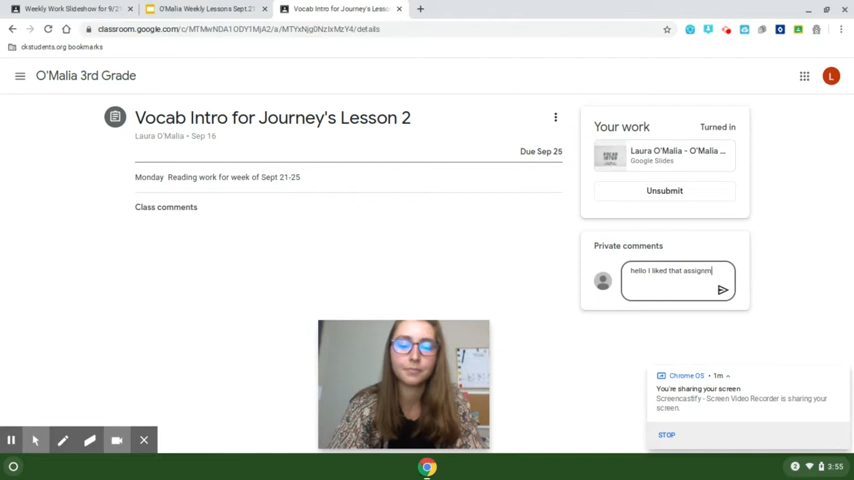 Weekly Work Slideshow for 9/2
O'Malia Weekly Lessons Sept.21
Vocab Intro for Journey's Lesson
classroom.google.com/c/MTMwNDA1ODY1MjA2/a/MTYxNjg0NzIxMzY4/details
ckstudents.org bookmarks
O'Malia 3rd Grade
L
Vocab Intro for Journey's Lesson 2
Laura O'Malia • Sep 16
Due Sep 25
Monday Reading work for week of Sept 21-25
Class comments
Your work
Turned in
Laura O'Malia - O'Malia ...
Google Slides
Unsubmit
Private comments
hello I liked that assignm
Chrome OS • 1m
You're sharing your screen
Screencastify - Screen Video Recorder is sharing your
screen.
STOP
2
3:55